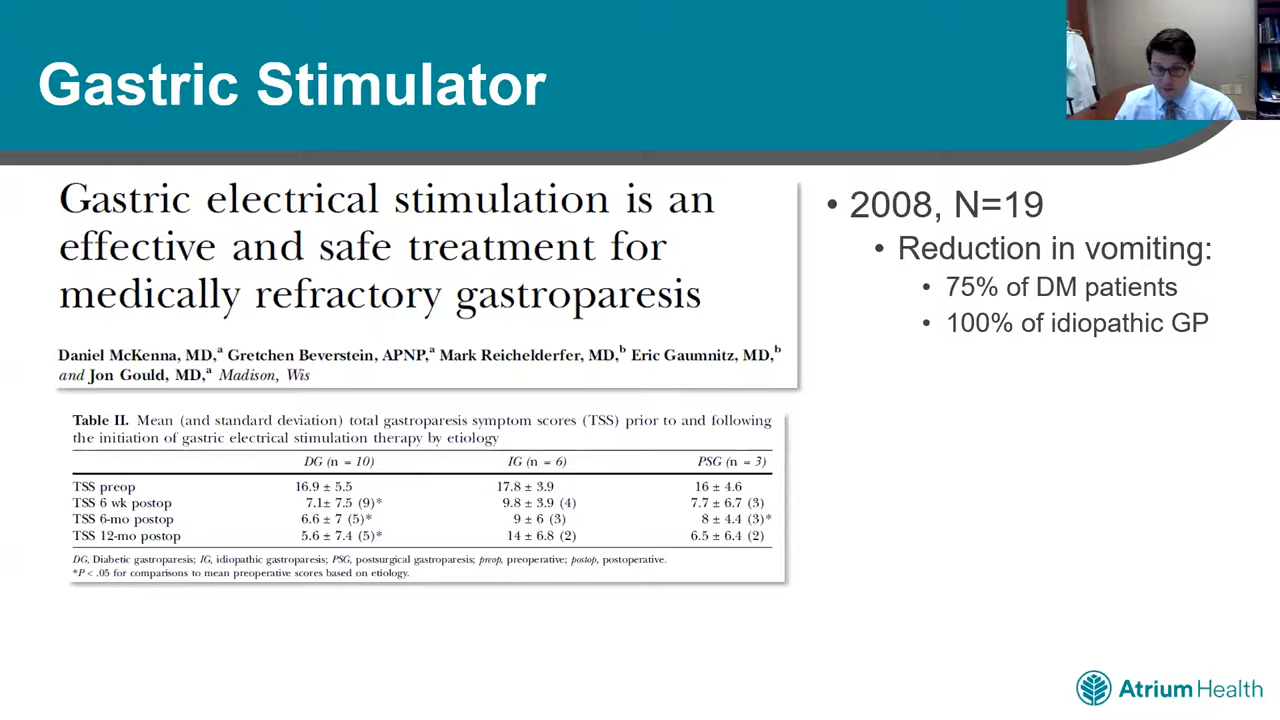 Gastric Stimulator
Gastric electrical stimulation is an
effective and safe treatment for
medically refractory gastroparesis
Daniel McKenna, MD,a Gretchen Beverstein, APNP,a Mark Reichelderfer, MD,b Eric Gaumnitz, MD,b
and Jon Gould, MD,a Madison, Wis
Table II. Mean (and standard deviation) total gastroparesis symptom scores (TSS) prior to and following
the initiation of gastric electrical stimulation therapy by etiology
DG (n = 10) IG (n = 6) PSG (n = 3)
TSS preop 16.9 ± 5.5 17.8 ± 3.9 16 ± 4.6
TSS 6 wk postop 7.1± 7.5 (9)* 9.8 ± 3.9 (4) 7.7 ± 6.7 (3)
TSS 6-mo postop 6.6 ± 7 (5)* 9 ± 6 (3) 8 ± 4.4 (3)*
TSS 12-mo postop 5.6 ± 7.4 (5)* 14 ± 6.8 (2) 6.5 ± 6.4 (2)
DG, Diabetic gastroparesis; IG, idiopathic gastroparesis; PSG, postsurgical gastroparesis; preop, preoperative; postop, postoperative.
*P < .05 for comparisons to mean preoperative scores based on etiology.
• 2008, N=19
• Reduction in vomiting:
• 75% of DM patients
• 100% of idiopathic GP
Atrium Health